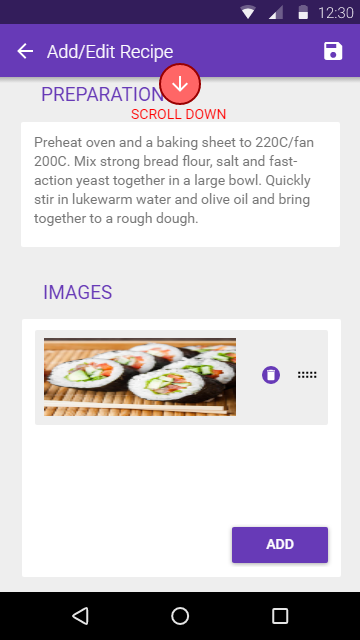 12:30
Add/Edit Recipe
PREPARATION
SCROLL DOWN
Preheat oven and a baking sheet to 220C/fan
200C. Mix strong bread flour, salt and fast-
action yeast together in a large bowl. Quickly
stir in lukewarm water and olive oil and bring
together to a rough dough.
IMAGES
ADD